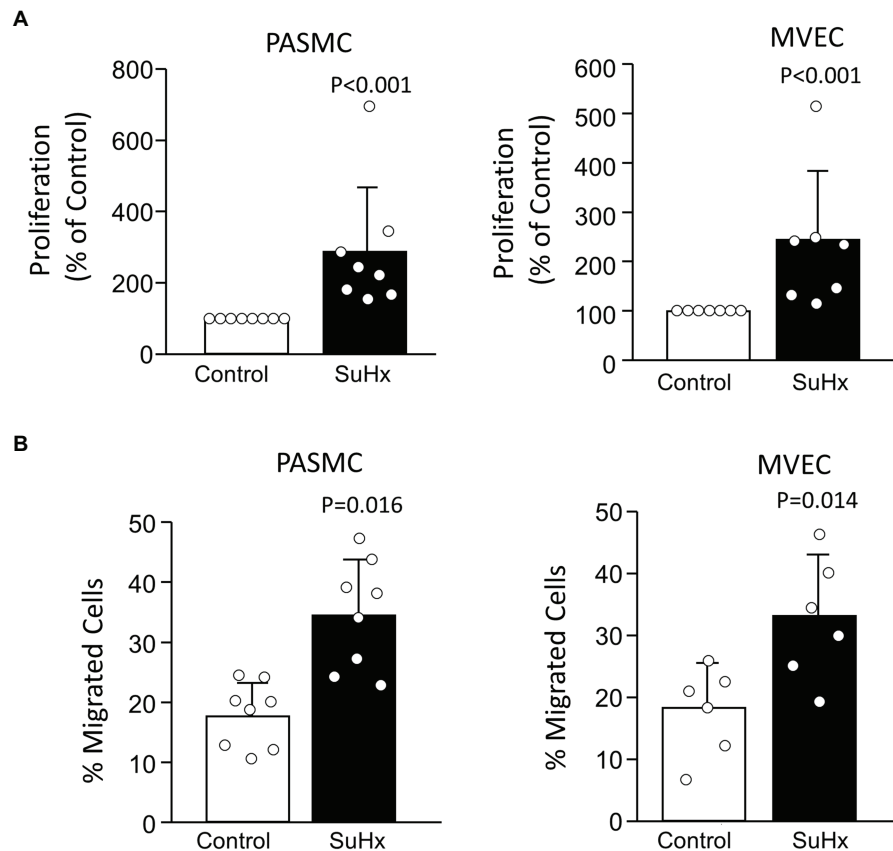 A
PASMC
MVEC
Proliferation
(% of Control)
800
600
400
200
0
P<0.001
Control
SuHx
Proliferation
(% of Control)
600
500
400
300
200
100
0
P<0.001
Control
SuHx
B
PASMC
MVEC
% Migrated Cells
50
40
30
20
10
0
P=0.016
Control
SuHx
% Migrated Cells
50
40
30
20
10
0
P=0.014
Control
SuHx